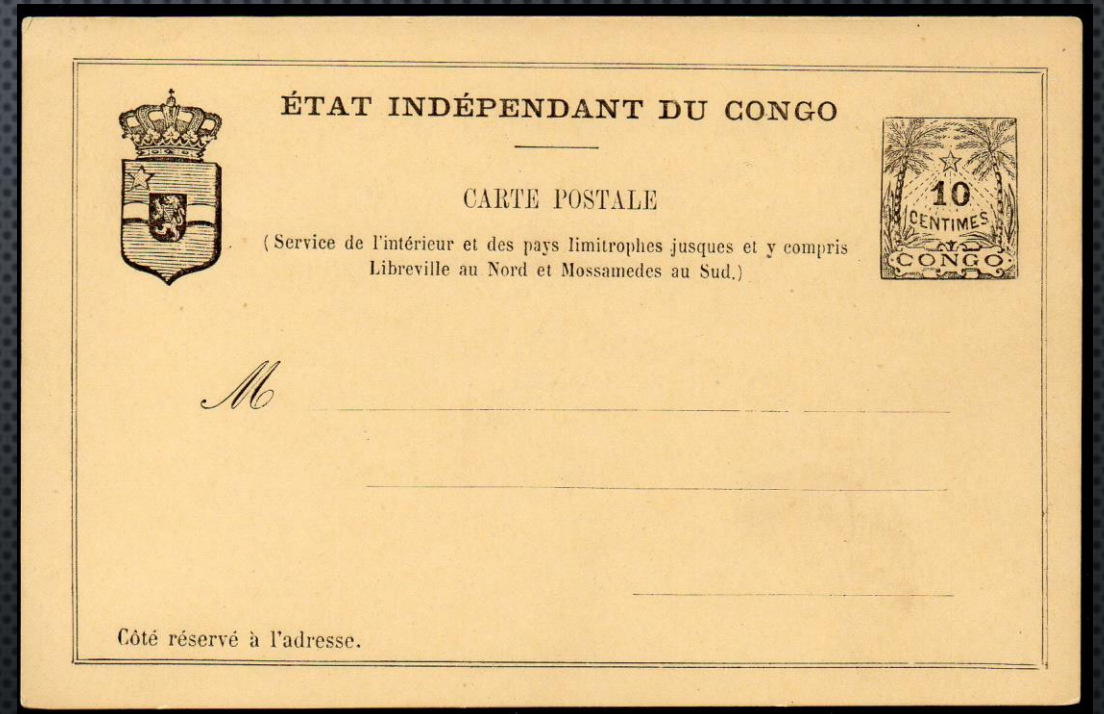 ÉTAT INDÉPENDANT DU CONGO
CARTE POSTALE
(Service de l'intérieur et des pays limitrophes jusques et y compris
Libreville au Nord et Mossamedes au Sud.)
10
CENTIMES
CONGO
M
Côté réservé à l'adresse.